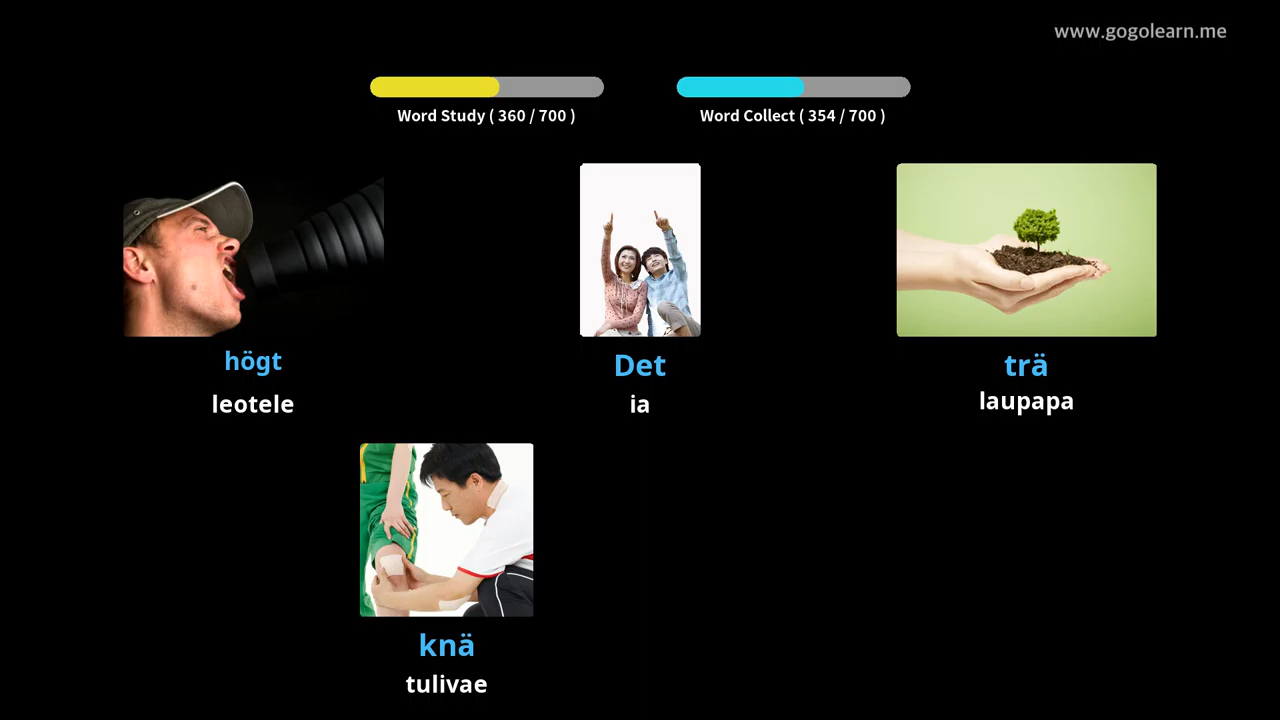 www.gogolearn.me
Word Study ( 360 / 700 )
Word Collect ( 354 / 700 )
högt
leotele
Det
ia
trä
laupapa
knä
tulivae